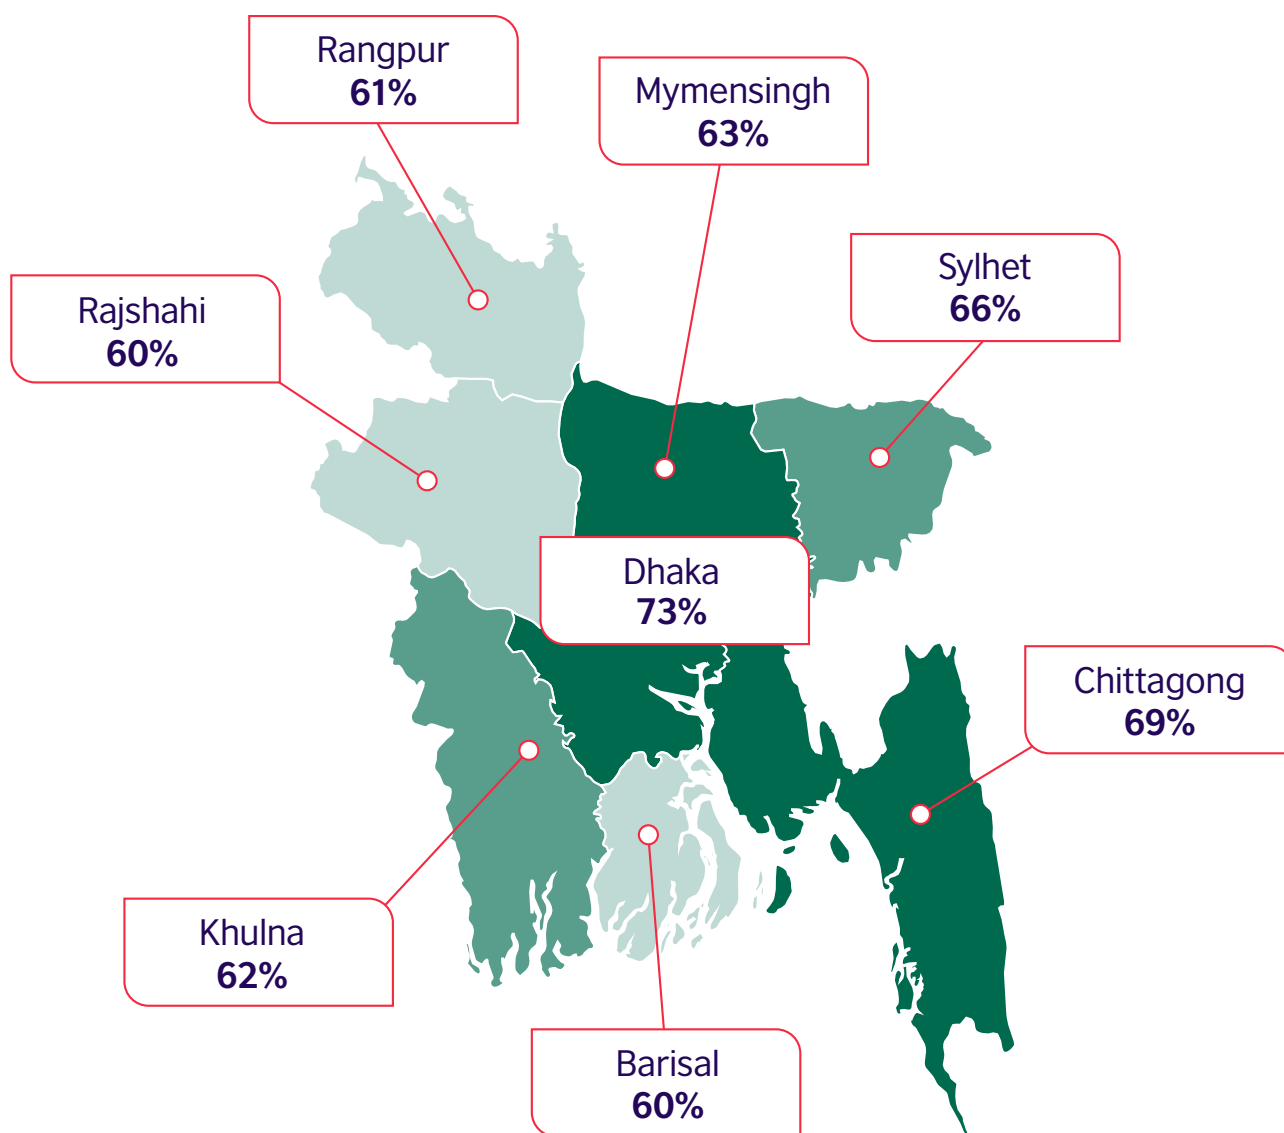 Rangpur
61%
Mymensingh
63%
Sylhet
66%
Rajshahi
60%
Dhaka
73%
Chittagong
69%
Khulna
62%
Barisal
60%